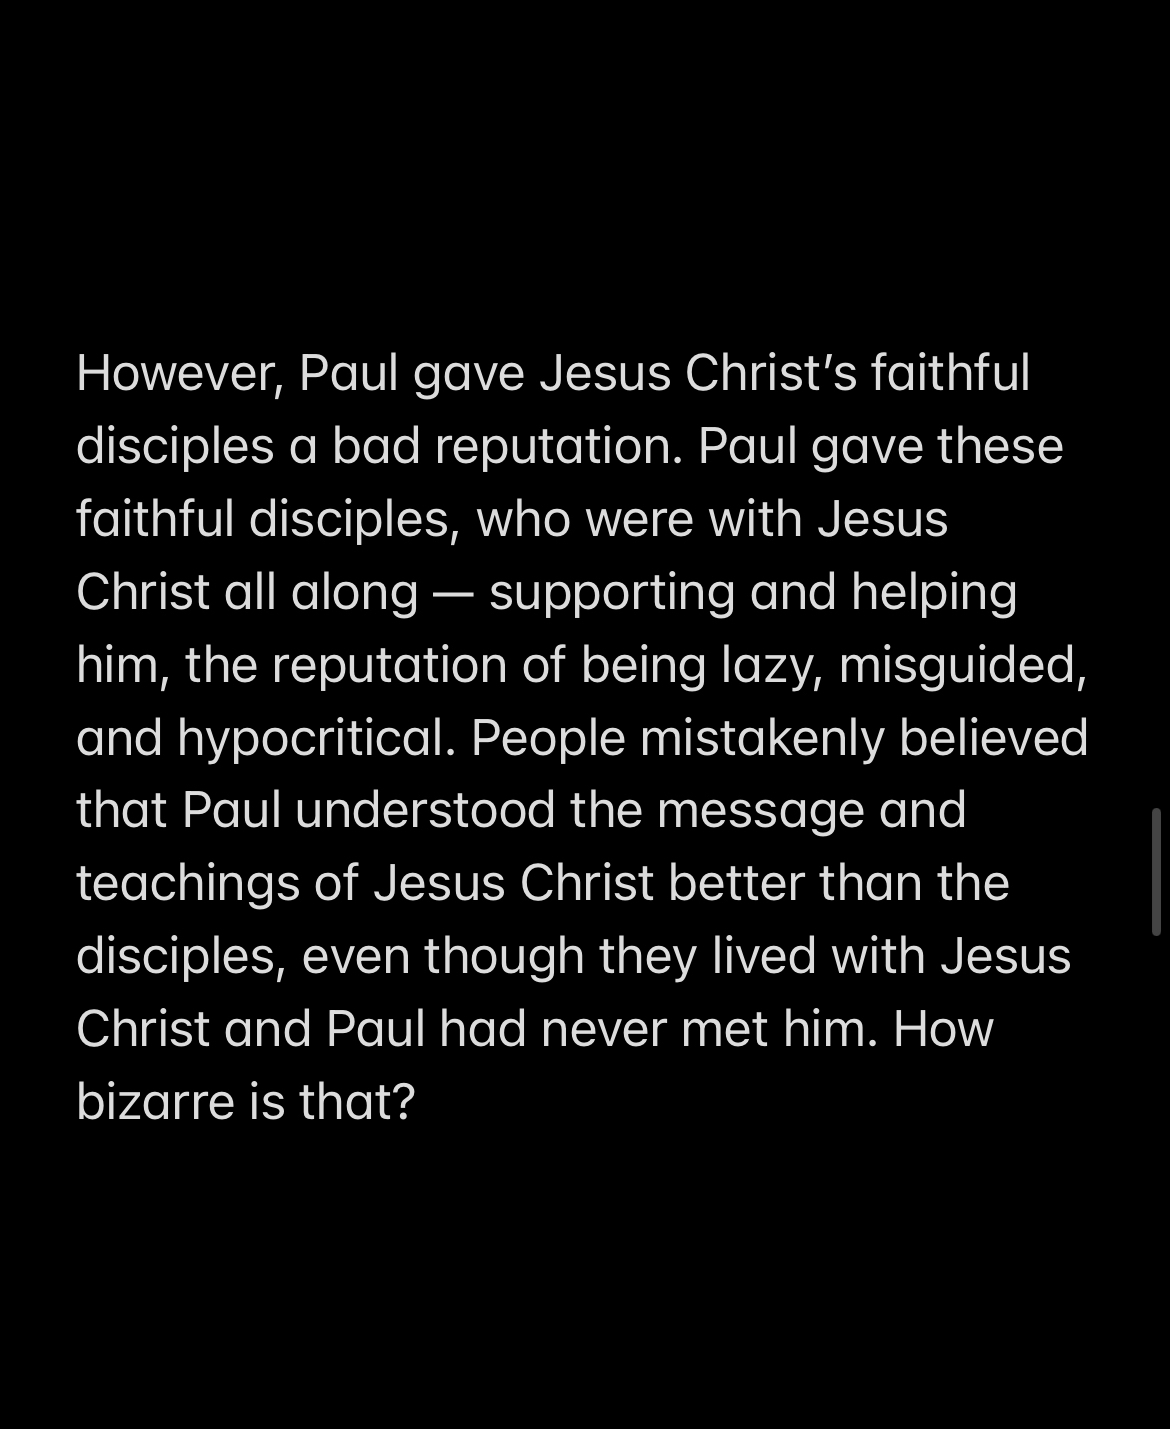 However, Paul gave Jesus Christ’s faithful
disciples a bad reputation. Paul gave these
faithful disciples, who were with Jesus
Christ all along — supporting and helping
him, the reputation of being lazy, misguided,
and hypocritical. People mistakenly believed
that Paul understood the message and
teachings of Jesus Christ better than the
disciples, even though they lived with Jesus
Christ and Paul had never met him. How
bizarre is that?